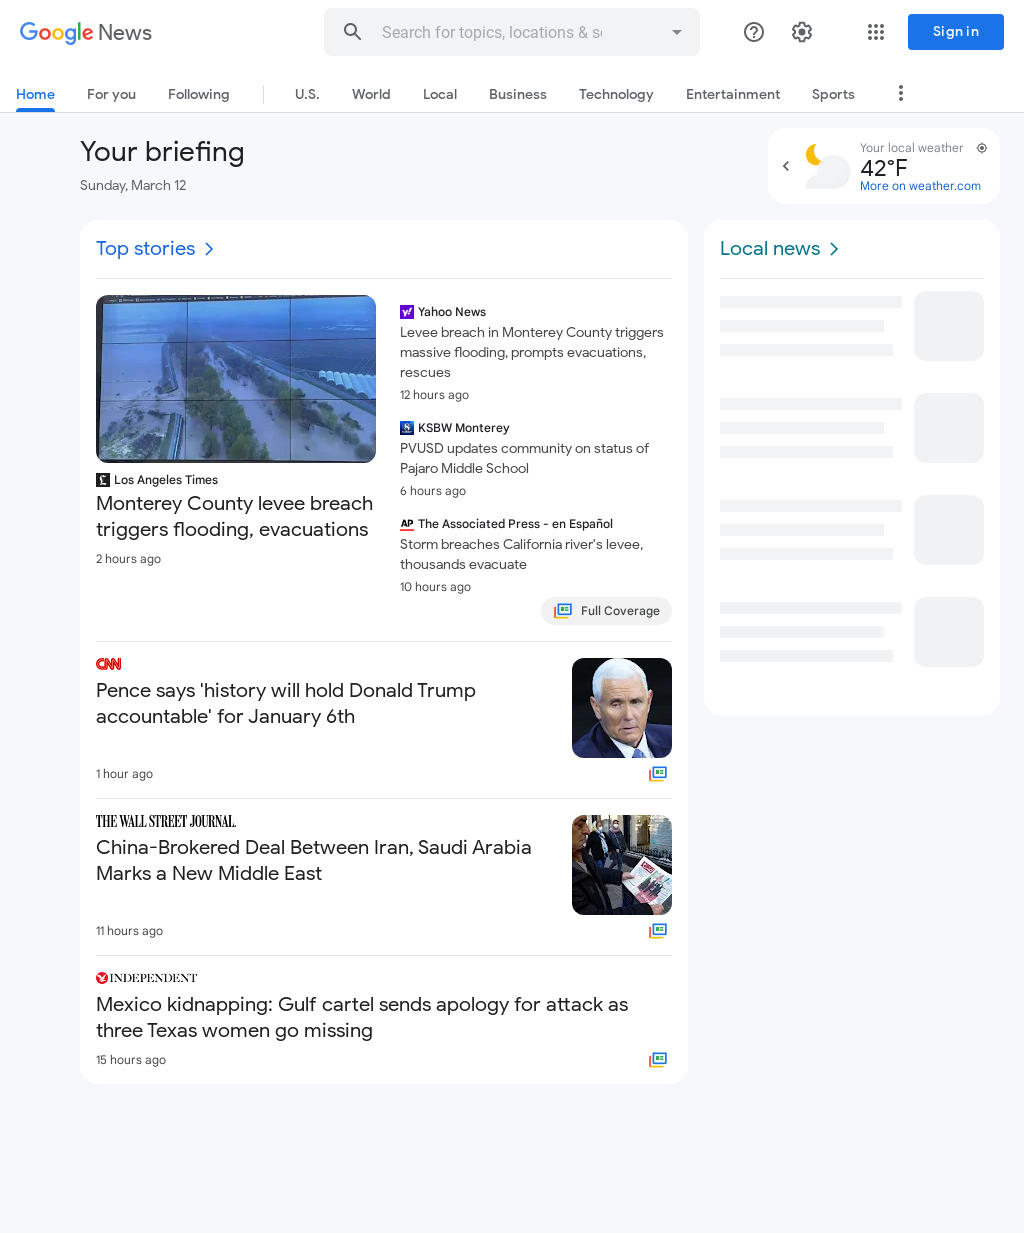 Google News
Search for topics, locations & so
Sign in
Home
For you
Following
U.S.
World
Local
Business
Technology
Entertainment
Sports
Your briefing
Sunday, March 12
Your local weather
42°F
More on weather.com
Top stories
Local news
Los Angeles Times
Monterey County levee breach
triggers flooding, evacuations
2 hours ago
Yahoo News
Levee breach in Monterey County triggers
massive flooding, prompts evacuations,
rescues
12 hours ago
KSBW Monterey
PVUSD updates community on status of
Pajaro Middle School
6 hours ago
AP The Associated Press - en Español
Storm breaches California river's levee,
thousands evacuate
10 hours ago
Full Coverage
CNN
Pence says 'history will hold Donald Trump
accountable' for January 6th
1 hour ago
THE WALL STREET JOURNAL.
China-Brokered Deal Between Iran, Saudi Arabia
Marks a New Middle East
11 hours ago
INDEPENDENT
Mexico kidnapping: Gulf cartel sends apology for attack as
three Texas women go missing
15 hours ago